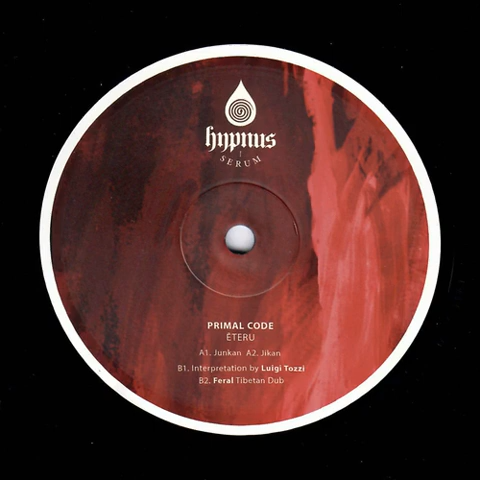 hypnus
SERUM
PRIMAL CODE
ĒTERU
A1. Junkan A2. Jikan
B1. Interpretation by Luigi Tozzi
B2. Feral Tibetan Dub